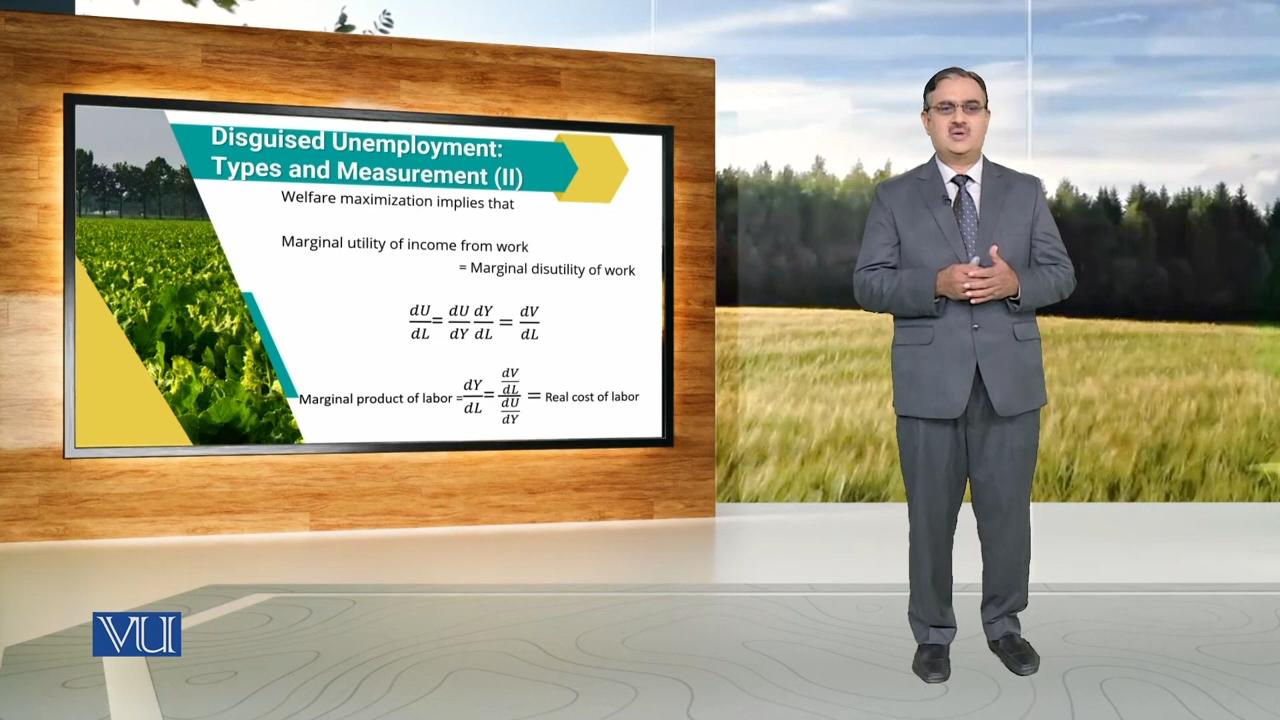 Disguised Unemployment:
Types and Measurement (II)
Welfare maximization implies that
Marginal utility of income from work
= Marginal disutility of work
dU/dL = dU/dY dY/dL = dV/dL
Marginal product of labor = dY/dL = (dV/dL)/(dU/dY) = Real cost of labor
VU